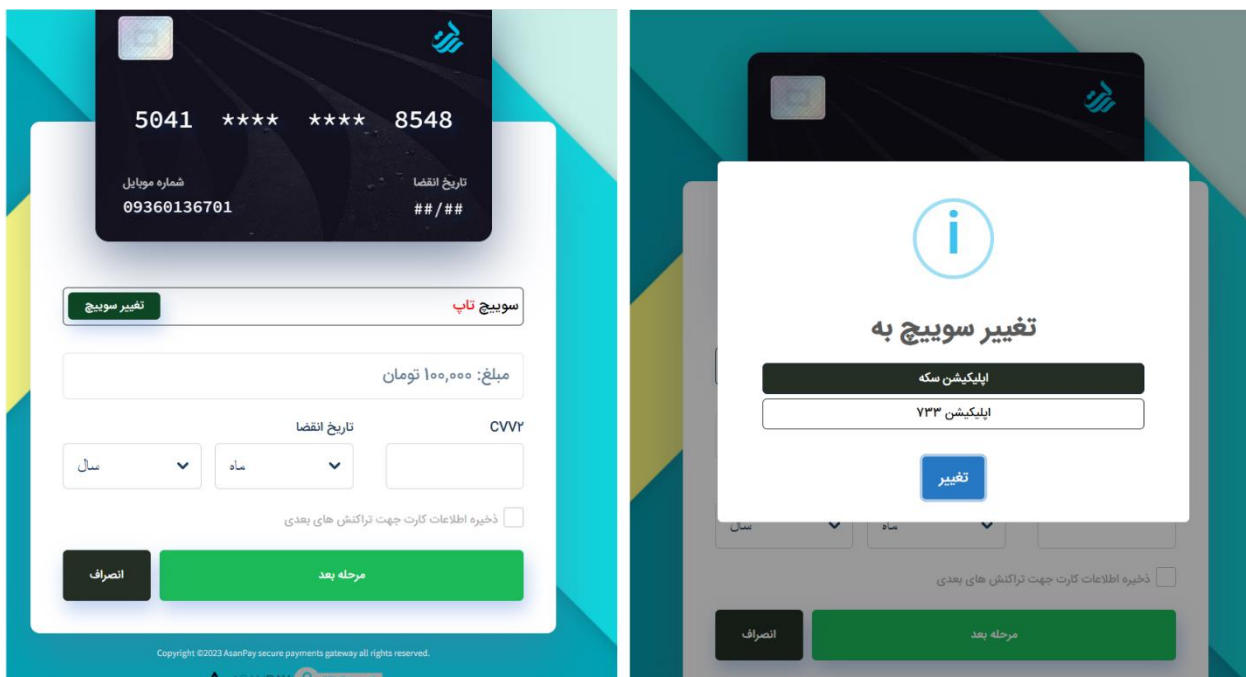 5041 **** **** 8548
شماره موبایل
تاریخ انقضا
09360136701
##/##
سوییچ تاپ
تغییر سوییچ
مبلغ: ۱۰۰,۰۰۰ تومان
CVV۲
تاریخ انقضا
ماه
سال
ذخیره اطلاعات کارت جهت تراکنش های بعدی
مرحله بعد
انصراف
Copyright ©2023 AsanPay secure payments gateway all rights reserved.
تغییر سوییچ به
اپلیکیشن سکه
اپلیکیشن ۷۳۳
تغییر
ماه
سال
ذخیره اطلاعات کارت جهت تراکنش های بعدی
مرحله بعد
انصراف